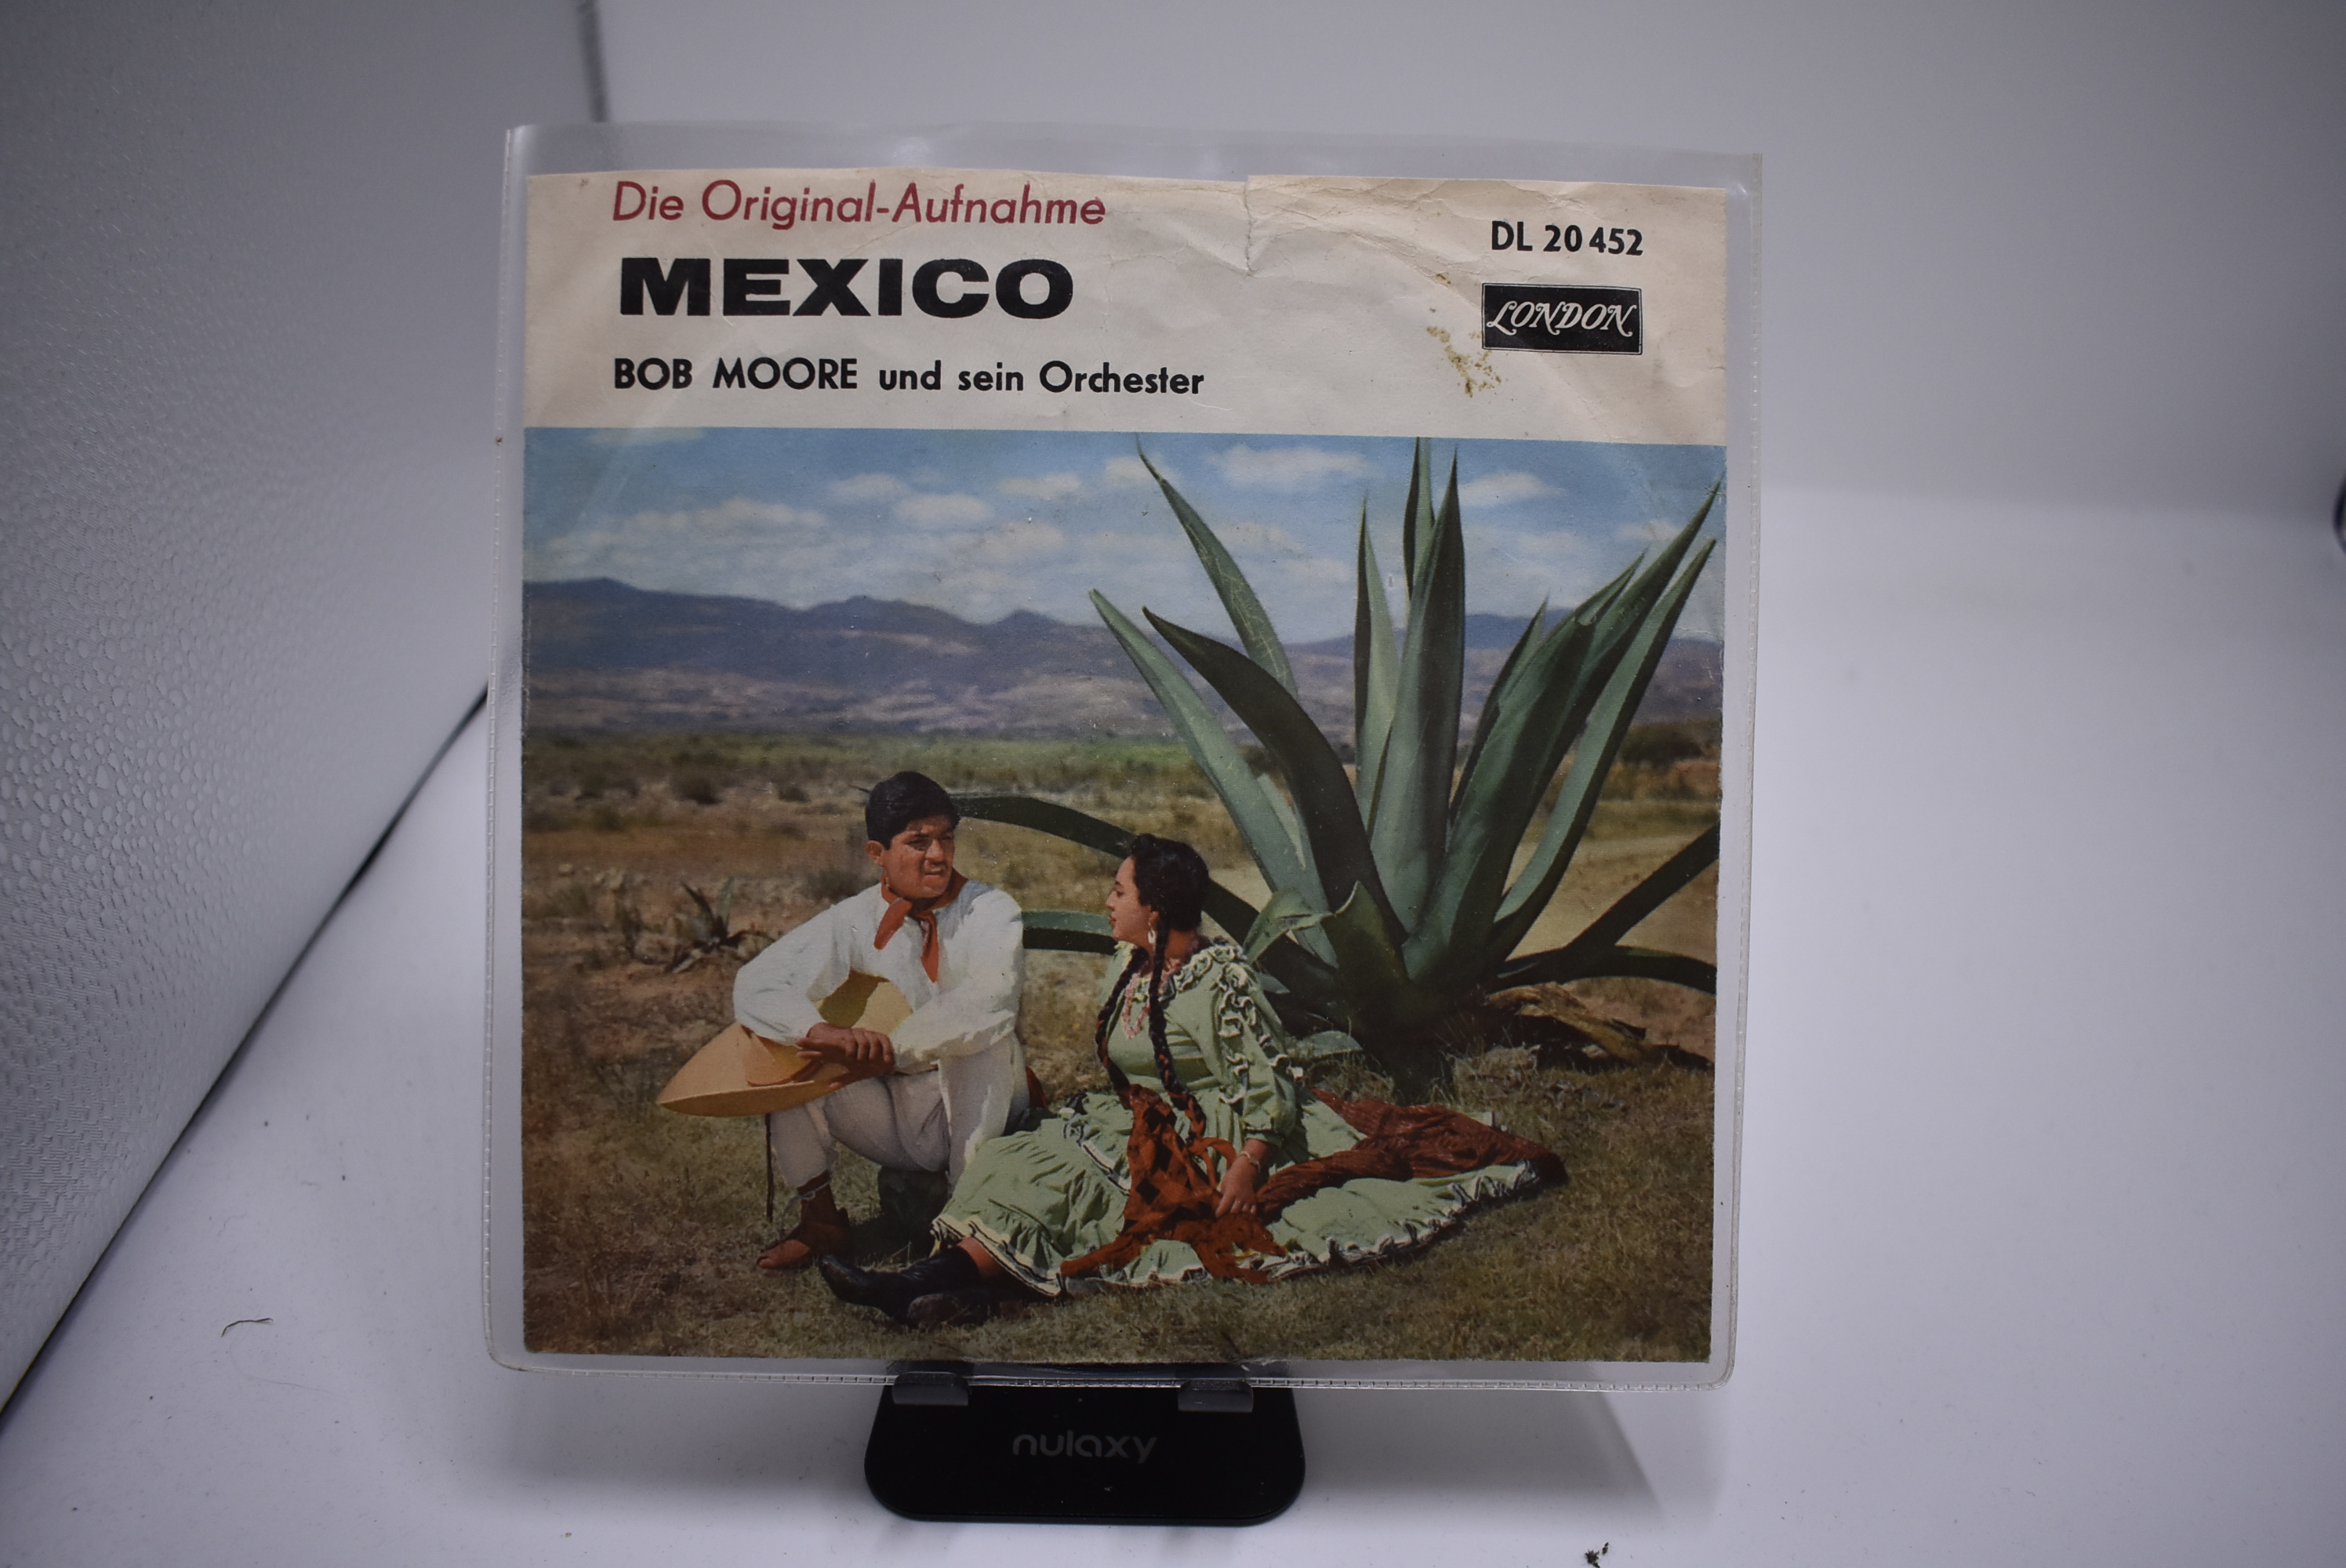 Die Original-Aufnahme
MEXICO
BOB MOORE und sein Orchester
DL 20 452
LONDON
nulaxy